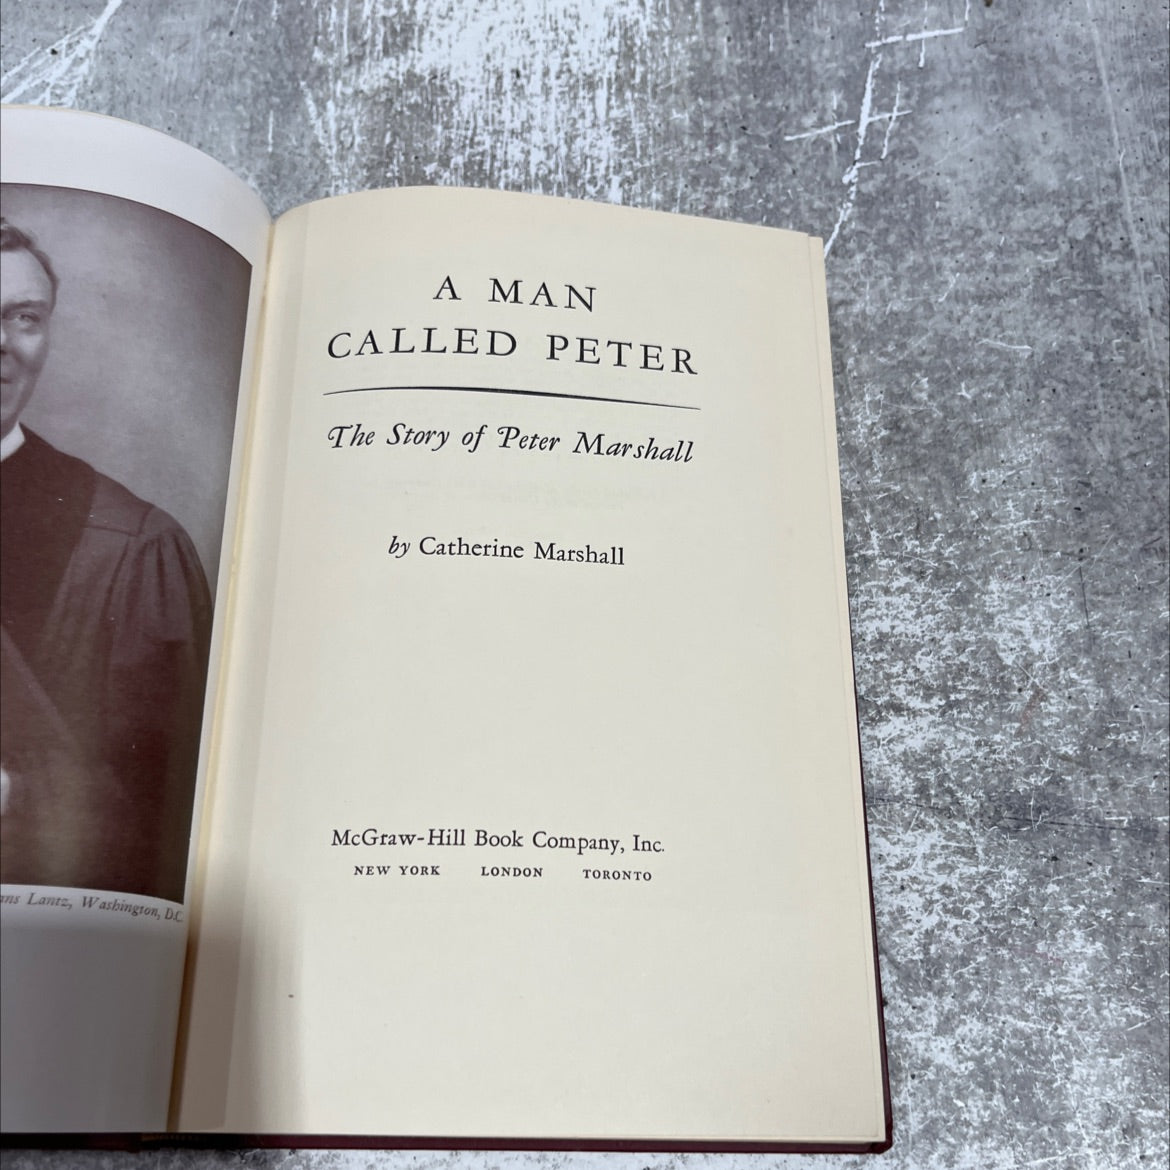 Lantz, Washington, D.C.
A MAN
CALLED PETER
The Story of Peter Marshall
by Catherine Marshall
McGraw-Hill Book Company, Inc.
NEW YORK LONDON TORONTO